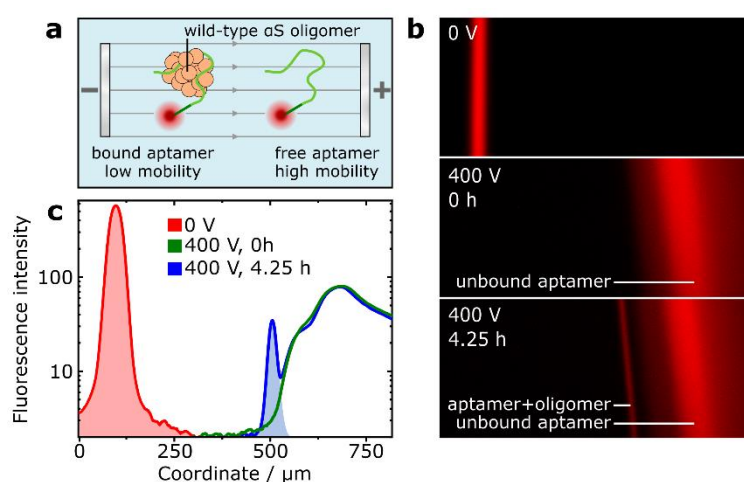 a
wild-type αS oligomer
−
+
bound aptamer
low mobility
free aptamer
high mobility
b
0 V
400 V
0 h
unbound aptamer
400 V
4.25 h
aptamer+oligomer
unbound aptamer
c
0 V
400 V, 0h
400 V, 4.25 h
Fluorescence intensity
100
10
0
250
500
750
Coordinate / μm